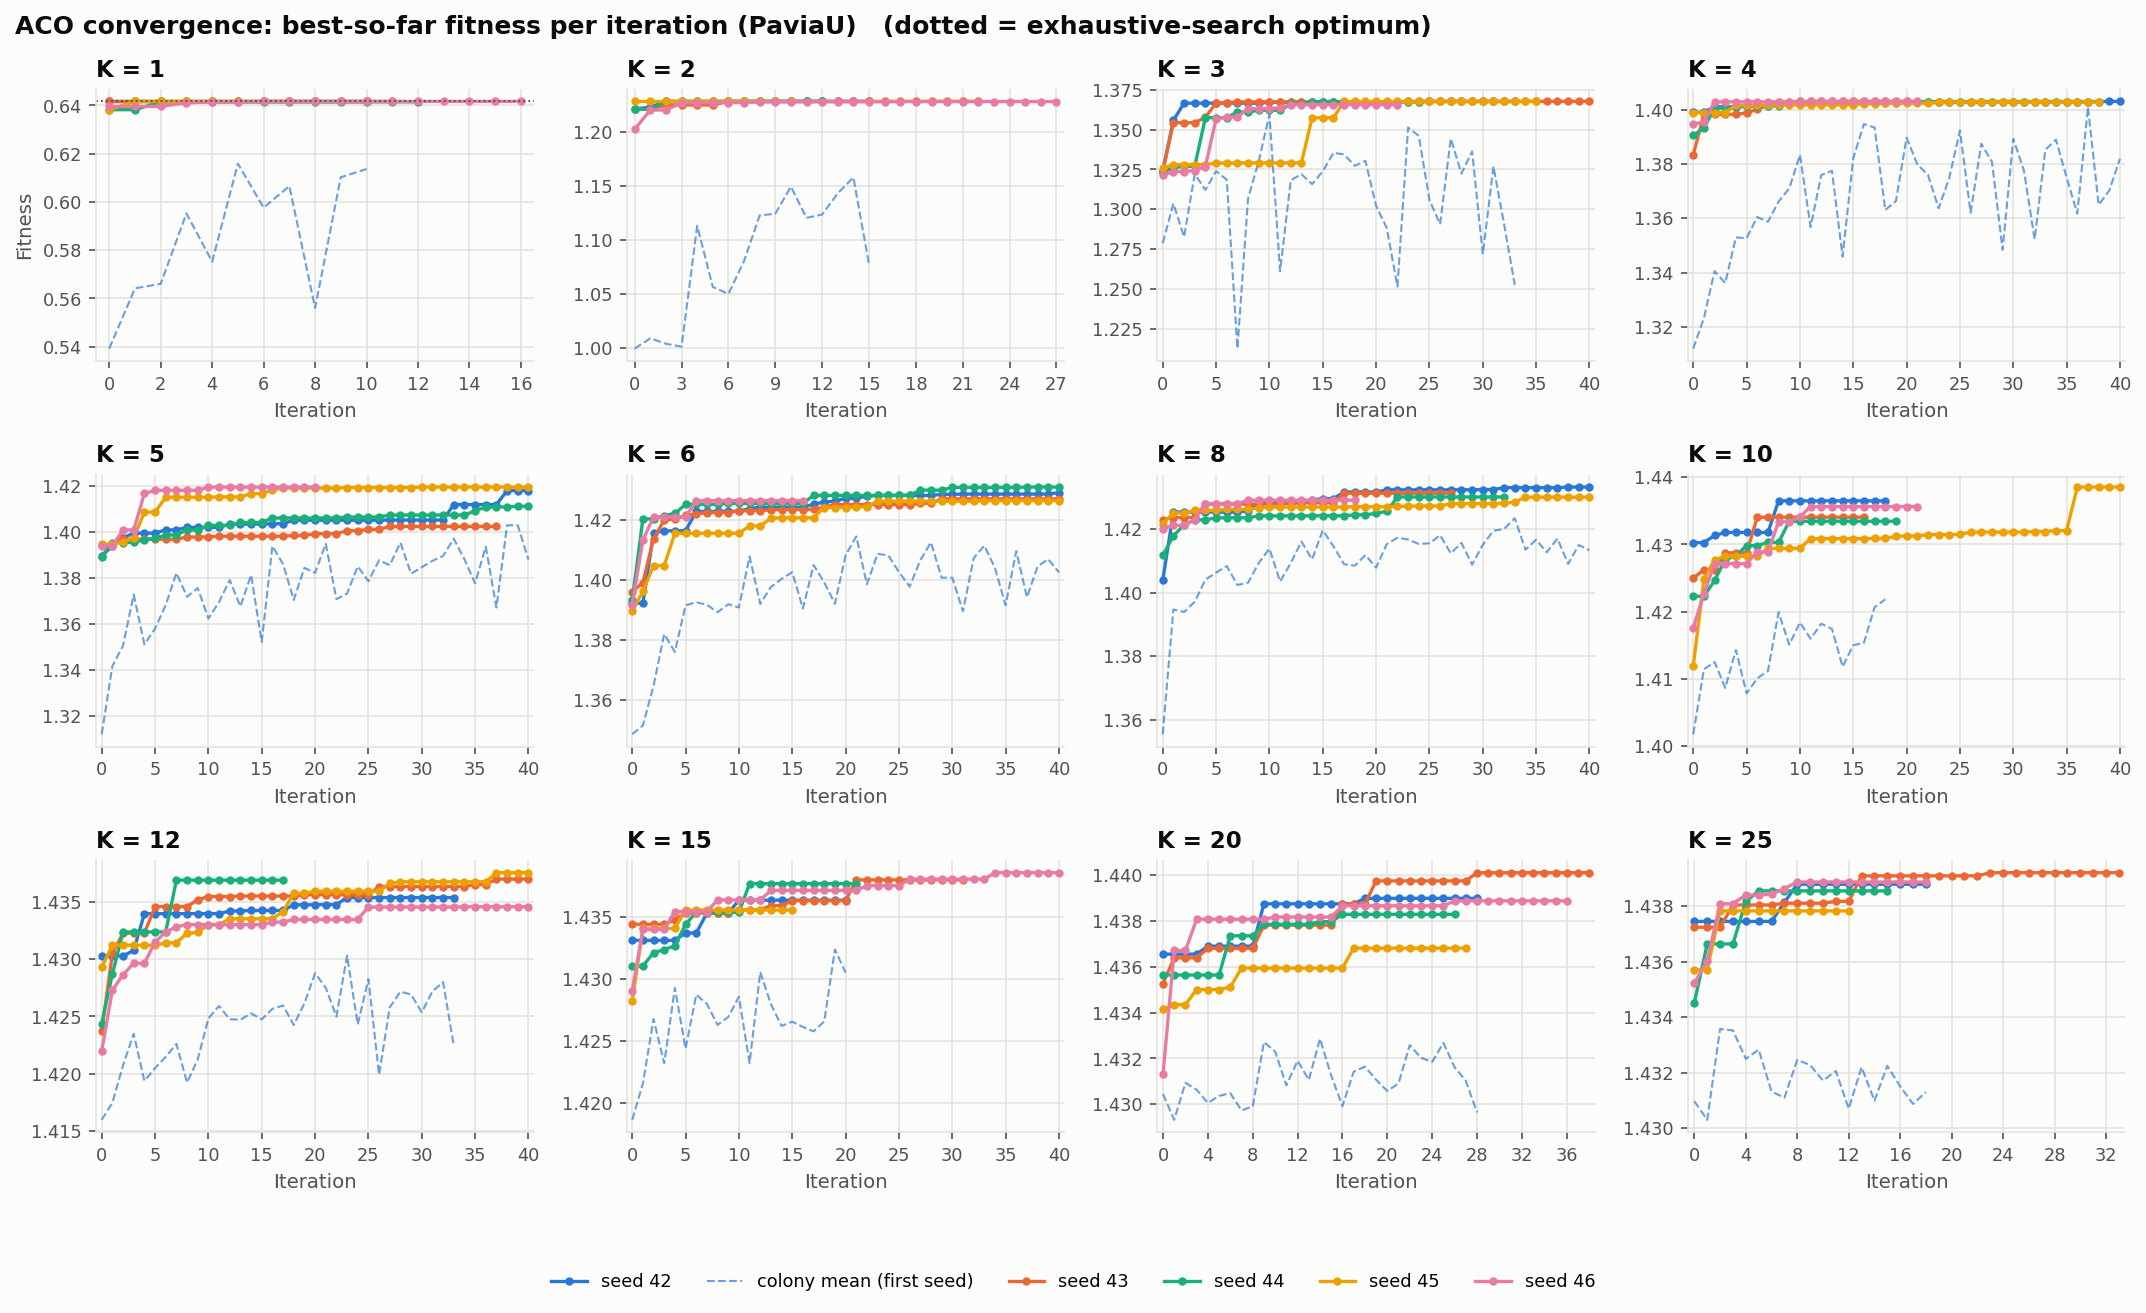 ACO convergence: best-so-far fitness per iteration (PaviaU)   (dotted = exhaustive-search optimum)
K = 1
0.64
0.62
0.60
0.58
0.56
0.54
Fitness
0 2 4 6 8 10 12 14 16
Iteration
K = 2
1.20
1.15
1.10
1.05
1.00
0 3 6 9 12 15 18 21 24 27
Iteration
K = 3
1.375
1.350
1.325
1.300
1.275
1.250
1.225
0 5 10 15 20 25 30 35 40
Iteration
K = 4
1.40
1.38
1.36
1.34
1.32
0 5 10 15 20 25 30 35 40
Iteration
K = 5
1.42
1.40
1.38
1.36
1.34
1.32
0 5 10 15 20 25 30 35 40
Iteration
K = 6
1.42
1.40
1.38
1.36
0 5 10 15 20 25 30 35 40
Iteration
K = 8
1.42
1.40
1.38
1.36
0 5 10 15 20 25 30 35 40
Iteration
K = 10
1.44
1.43
1.42
1.41
1.40
0 5 10 15 20 25 30 35 40
Iteration
K = 12
1.435
1.430
1.425
1.420
1.415
0 5 10 15 20 25 30 35 40
Iteration
K = 15
1.435
1.430
1.425
1.420
0 5 10 15 20 25 30 35 40
Iteration
K = 20
1.440
1.438
1.436
1.434
1.432
1.430
0 4 8 12 16 20 24 28 32 36
Iteration
K = 25
1.438
1.436
1.434
1.432
1.430
0 4 8 12 16 20 24 28 32
Iteration
seed 42 colony mean (first seed) seed 43 seed 44 seed 45 seed 46